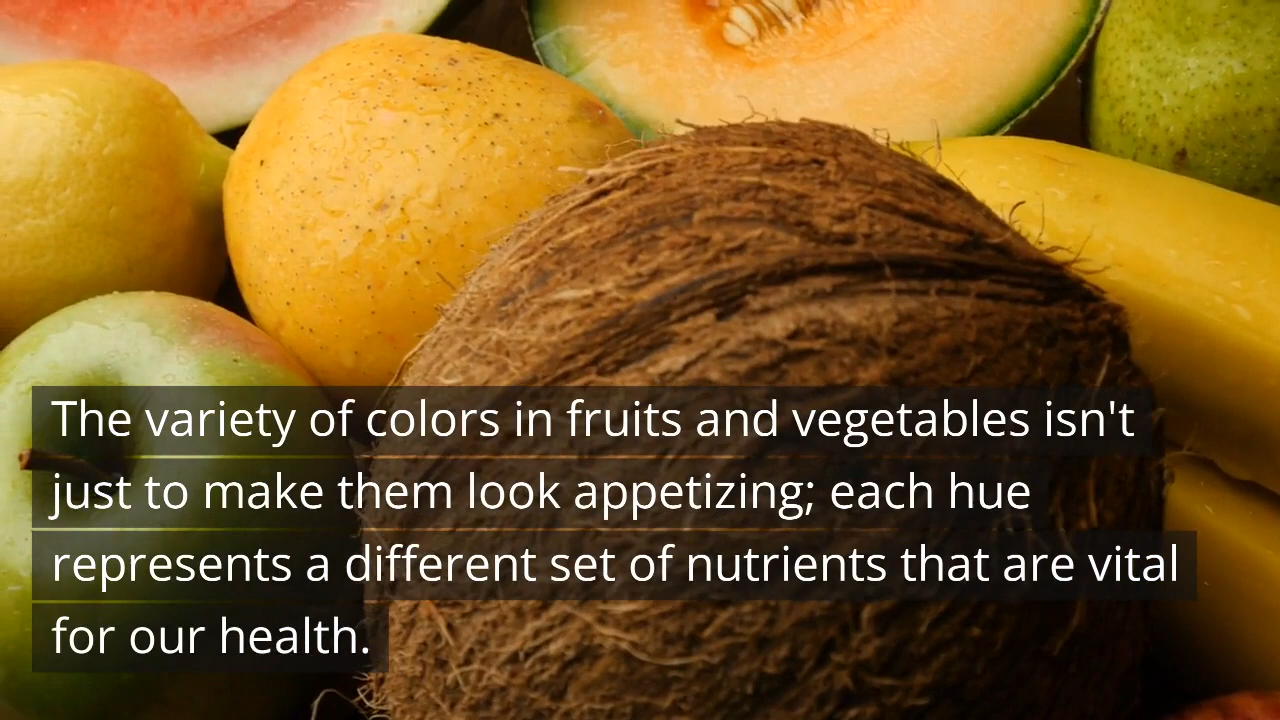 The variety of colors in fruits and vegetables isn't
just to make them look appetizing; each hue
represents a different set of nutrients that are vital
for our health.